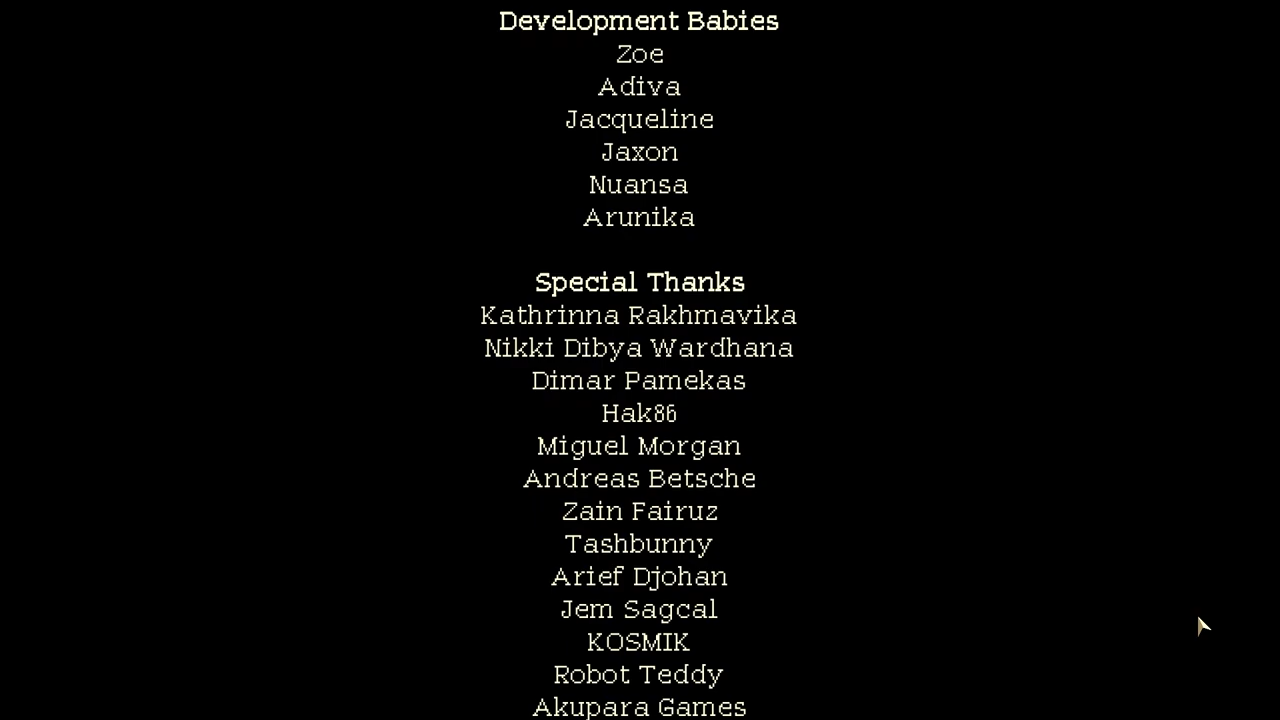 Development Babies
Zoe
Adiva
Jacqueline
Jaxon
Nuansa
Arunika
Special Thanks
Kathrinna Rakhmavika
Nikki Dibya Wardhana
Dimar Pamekas
Hak86
Miguel Morgan
Andreas Betsche
Zain Fairuz
Tashbunny
Arief Djohan
Jem Sagcal
KOSMIK
Robot Teddy
Akupara Games